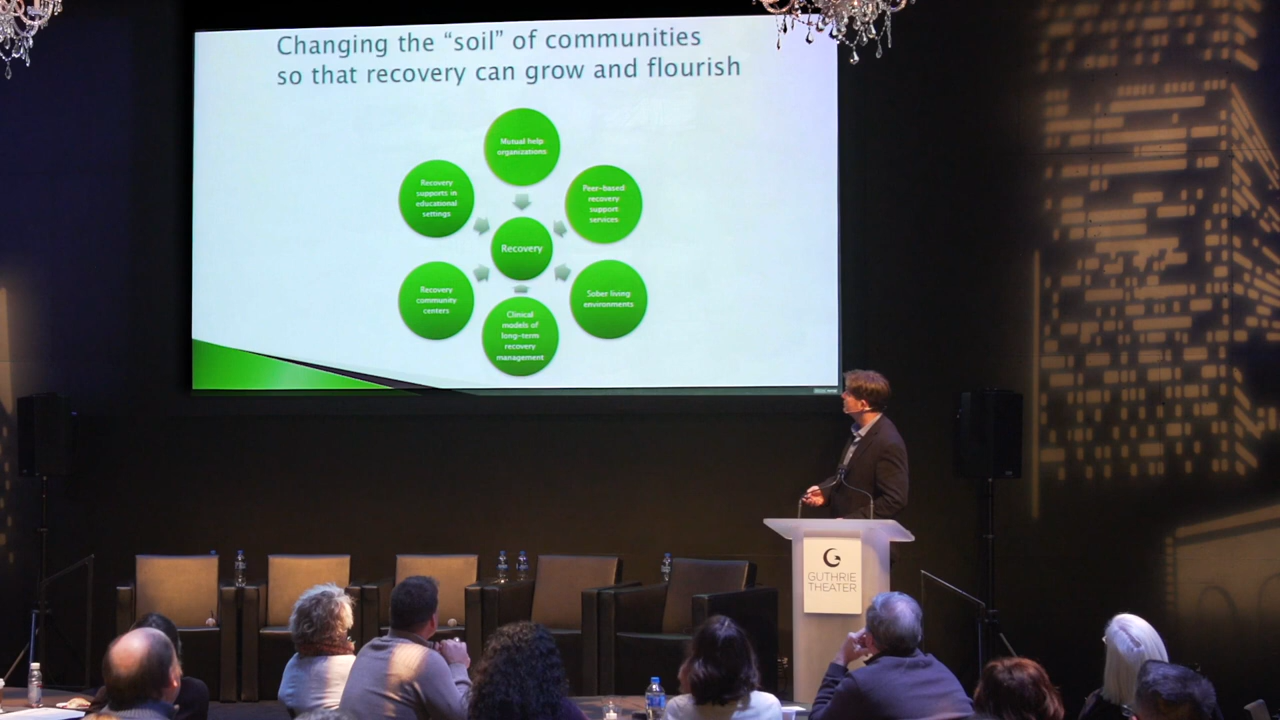 Changing the “soil” of communities
so that recovery can grow and flourish
Mutual help
organizations
Peer-based
recovery
support
services
Sober living
environments
Clinical
models of
long-term
recovery
management
Recovery
community
centers
Recovery
supports in
educational
settings
Recovery
GUTHRIE
THEATER